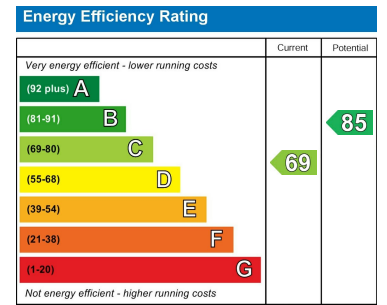 Energy Efficiency Rating
Current Potential
Very energy efficient - lower running costs
(92 plus) A
(81-91) B
85
(69-80) C
69
(55-68) D
(39-54) E
(21-38) F
(1-20) G
Not energy efficient - higher running costs